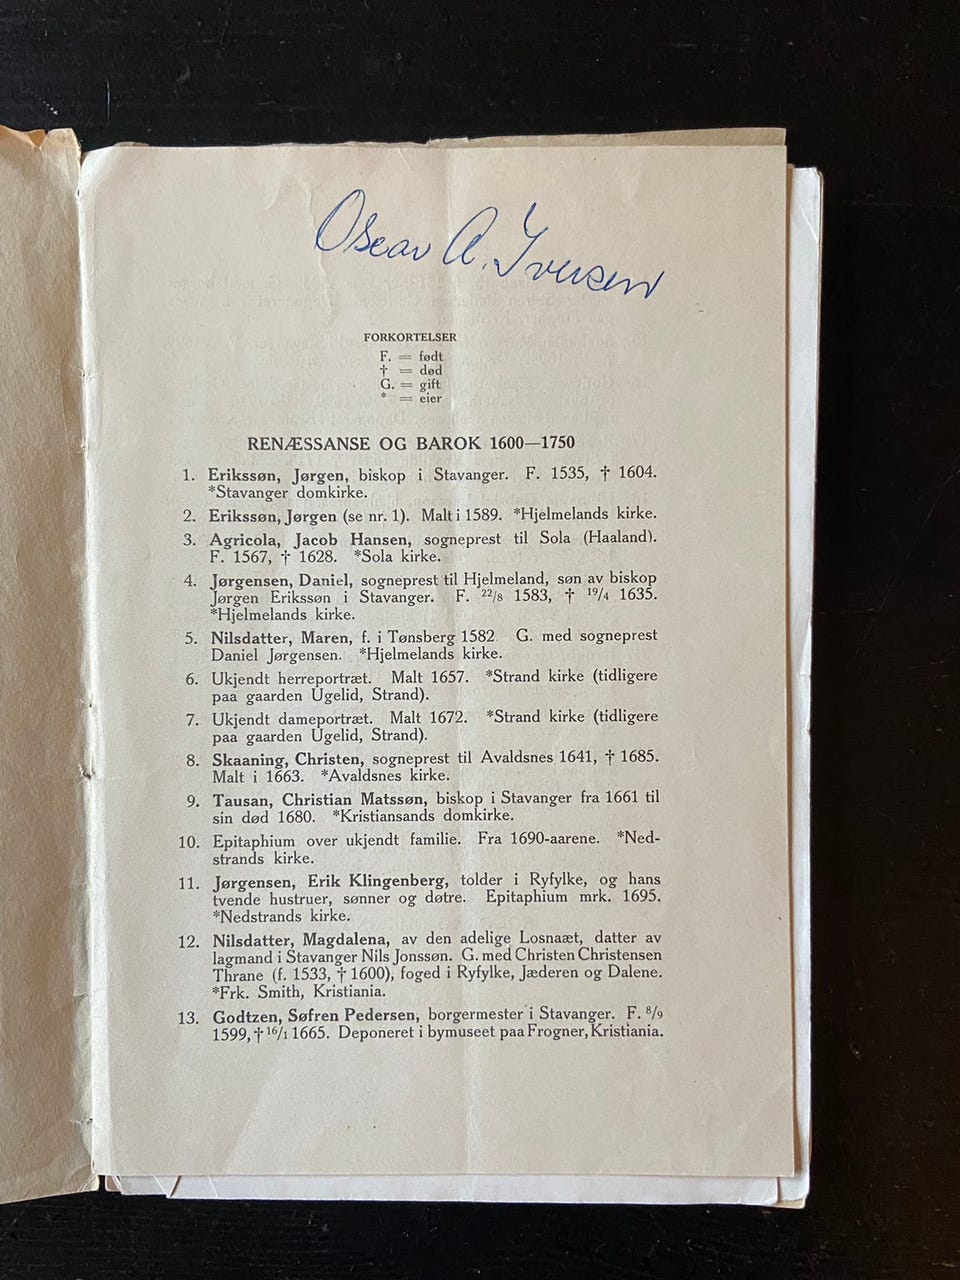 Oscar A. Iversen
FORKORTELSER
F. = født
† = død
G. = gift
* = eier
RENÆSSANSE OG BAROK 1600—1750
1. Erikssøn, Jørgen, biskop i Stavanger. F. 1535, † 1604.
*Stavanger domkirke.
2. Erikssøn, Jørgen (se nr. 1). Malt i 1589. *Hjelmelands kirke.
3. Agricola, Jacob Hansen, sogneprest til Sola (Haaland).
F. 1567, † 1628. *Sola kirke.
4. Jørgensen, Daniel, sogneprest til Hjelmeland, søn av biskop
Jørgen Erikssøn i Stavanger. F. 22/8 1583, † 19/4 1635.
*Hjelmelands kirke.
5. Nilsdatter, Maren, f. i Tønsberg 1582 G. med sogneprest
Daniel Jørgensen. *Hjelmelands kirke.
6. Ukjendt herreportræt. Malt 1657. *Strand kirke (tidligere
paa gaarden Ugelid, Strand).
7. Ukjendt dameportræt. Malt 1672. *Strand kirke (tidligere
paa gaarden Ugelid, Strand).
8. Skaaning, Christen, sogneprest til Avaldsnes 1641, † 1685.
Malt i 1663. *Avaldsnes kirke.
9. Tausan, Christian Matssøn, biskop i Stavanger fra 1661 til
sin død 1680. *Kristiansands domkirke.
10. Epitaphium over ukjendt familie. Fra 1690-aarene. *Ned-
strands kirke.
11. Jørgensen, Erik Klingenberg, tolder i Ryfylke, og hans
tvende hustruer, sønner og døtre. Epitaphium mrk. 1695.
*Nedstrands kirke.
12. Nilsdatter, Magdalena, av den adelige Losnaæt, datter av
lagmand i Stavanger Nils Jonssøn. G. med Christen Christensen
Thrane (f. 1533, † 1600), foged i Ryfylke, Jæderen og Dalene.
*Frk. Smith, Kristiania.
13. Godtzen, Søfren Pedersen, borgermester i Stavanger. F. 8/9
1599, † 16/1 1665. Deponeret i bymuseet paa Frogner, Kristiania.